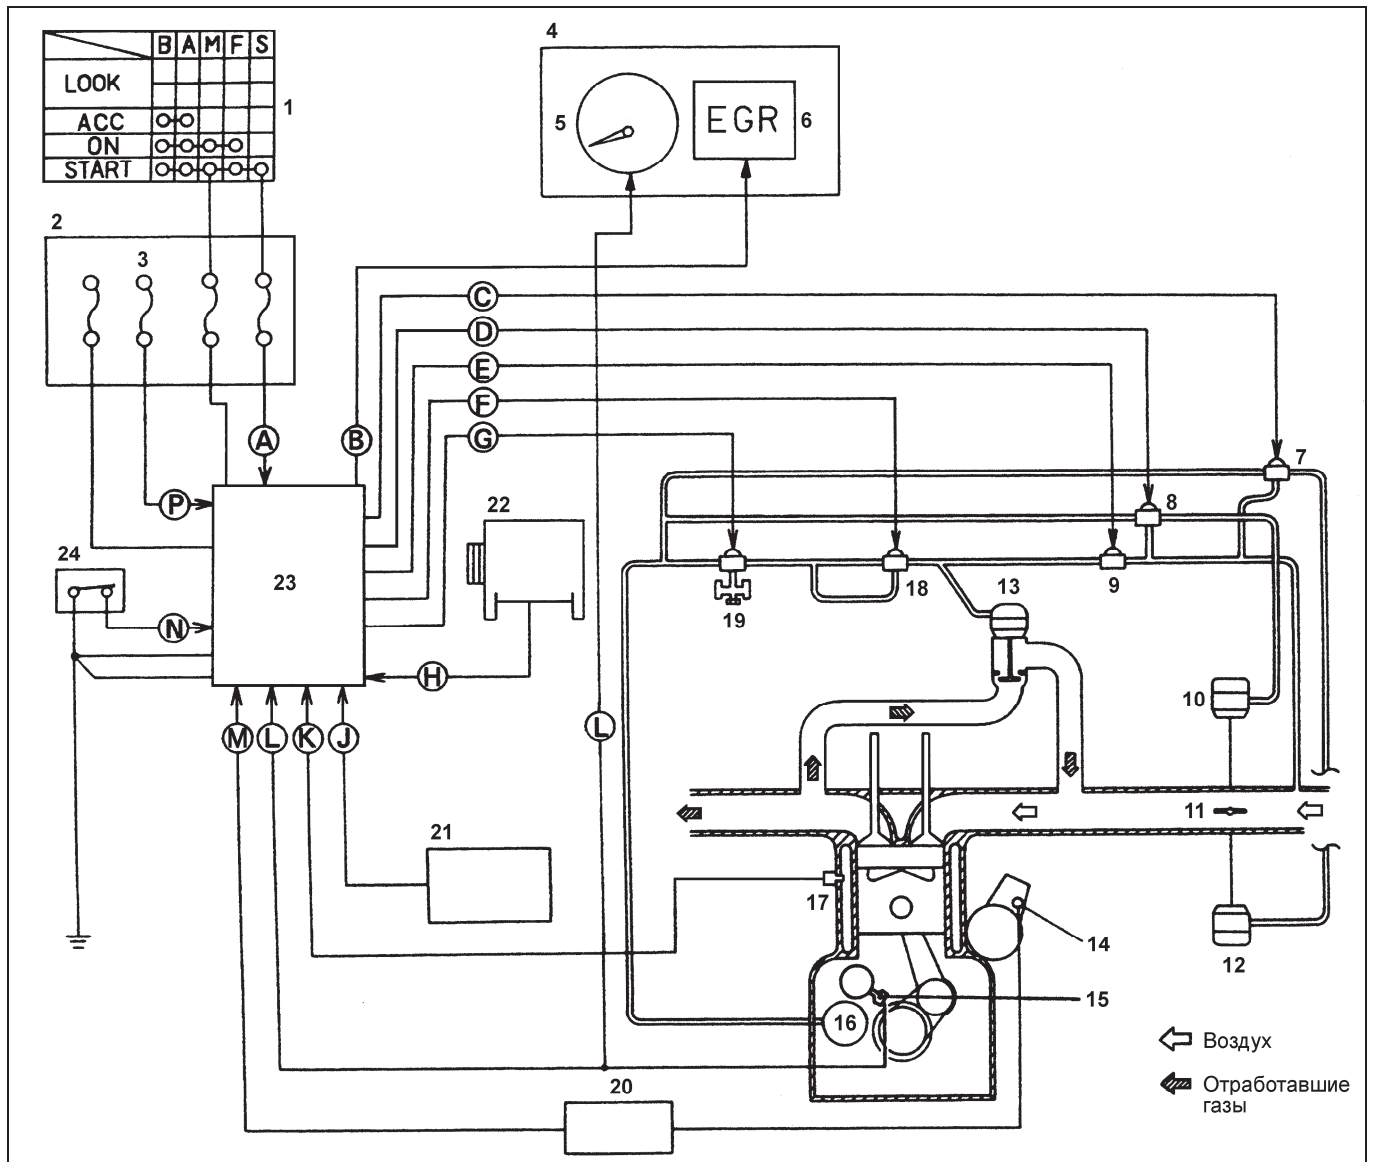 B A M F S
LOOK
ACC
ON
START
1
2
3
4
5
EGR
6
C
D
E
F
G
A
B
P
7
8
9
22
24
23
18
19
13
N
H
10
M L K J
L
11
21
17
14
12
15
16
20
Воздух
Отработавшие
газы